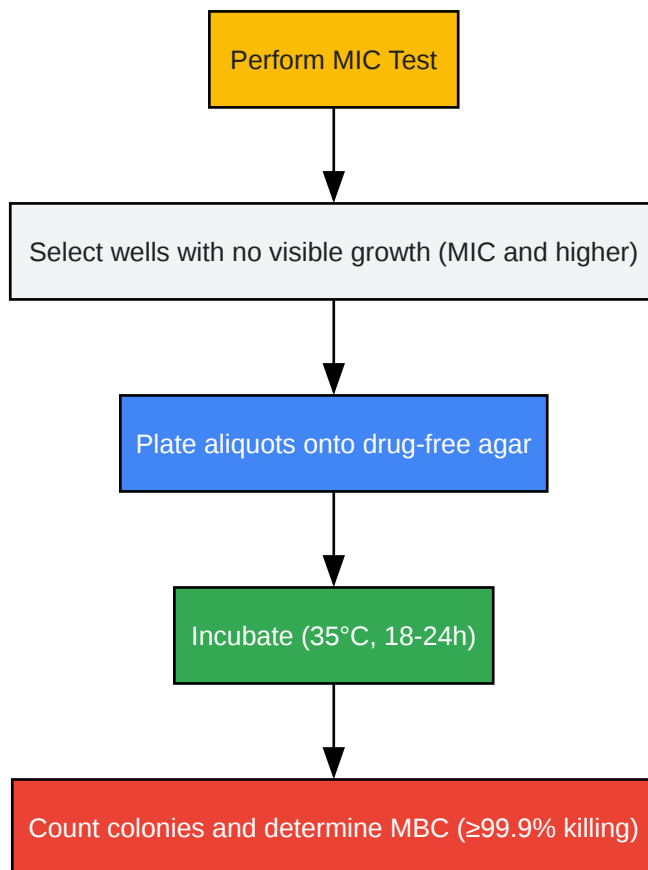 Perform MIC Test
Select wells with no visible growth (MIC and higher)
Plate aliquots onto drug-free agar
Incubate (35°C, 18-24h)
Count colonies and determine MBC (≥99.9% killing)